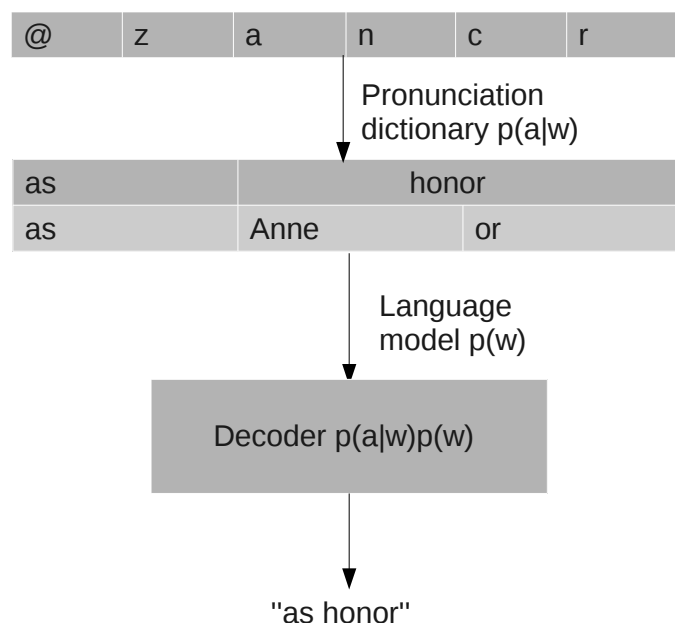 @ z a n c r
Pronunciation
dictionary p(a|w)
as honor
as Anne or
Language
model p(w)
Decoder p(a|w)p(w)
"as honor"